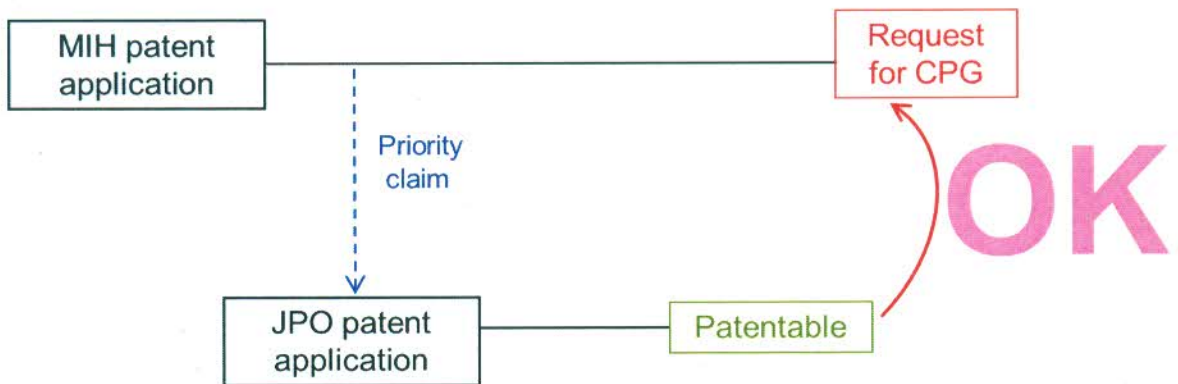 MIH patent
application
Request
for CPG
Priority
claim
OK
JPO patent
application
Patentable